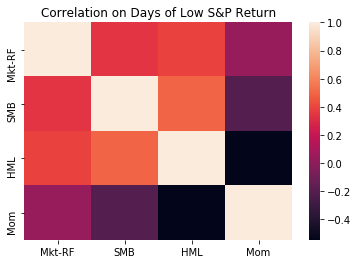 Correlation on Days of Low S&P Return
Mkt-RF
SMB
HML
Mom
Mkt-RF SMB HML Mom
1.0
0.8
0.6
0.4
0.2
0.0
−0.2
−0.4